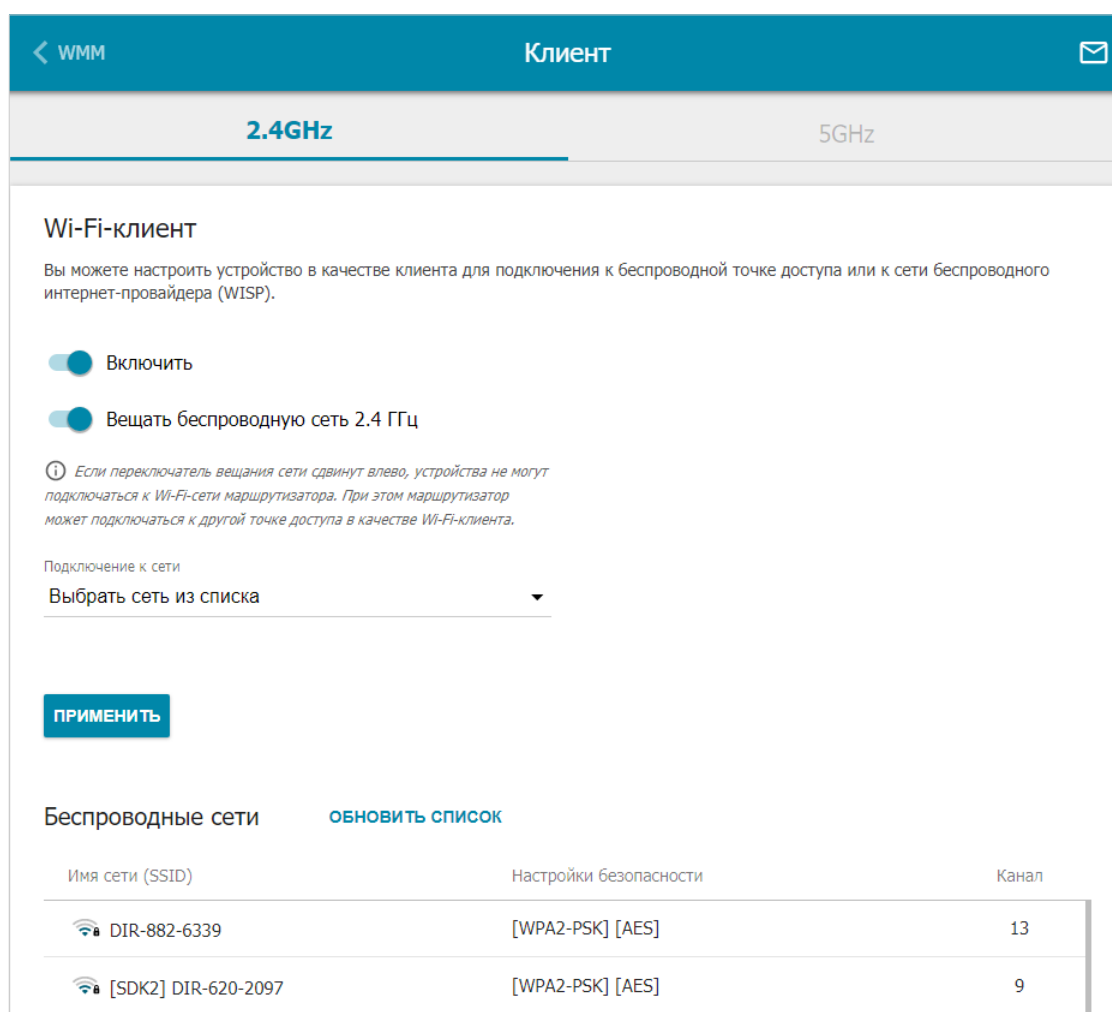 WMM
Клиент
2.4GHz
5GHz
Wi-Fi-клиент
Вы можете настроить устройство в качестве клиента для подключения к беспроводной точке доступа или к сети беспроводного
интернет-провайдера (WISP).
Включить
Вещать беспроводную сеть 2.4 ГГц
Если переключатель вещания сети сдвинут влево, устройства не могут
подключаться к Wi-Fi-сети маршрутизатора. При этом маршрутизатор
может подключаться к другой точке доступа в качестве Wi-Fi-клиента.
Подключение к сети
Выбрать сеть из списка
ПРИМЕНИТЬ
Беспроводные сети ОБНОВИТЬ СПИСОК
Имя сети (SSID) Настройки безопасности Канал
DIR-882-6339 [WPA2-PSK] [AES] 13
[SDK2] DIR-620-2097 [WPA2-PSK] [AES] 9